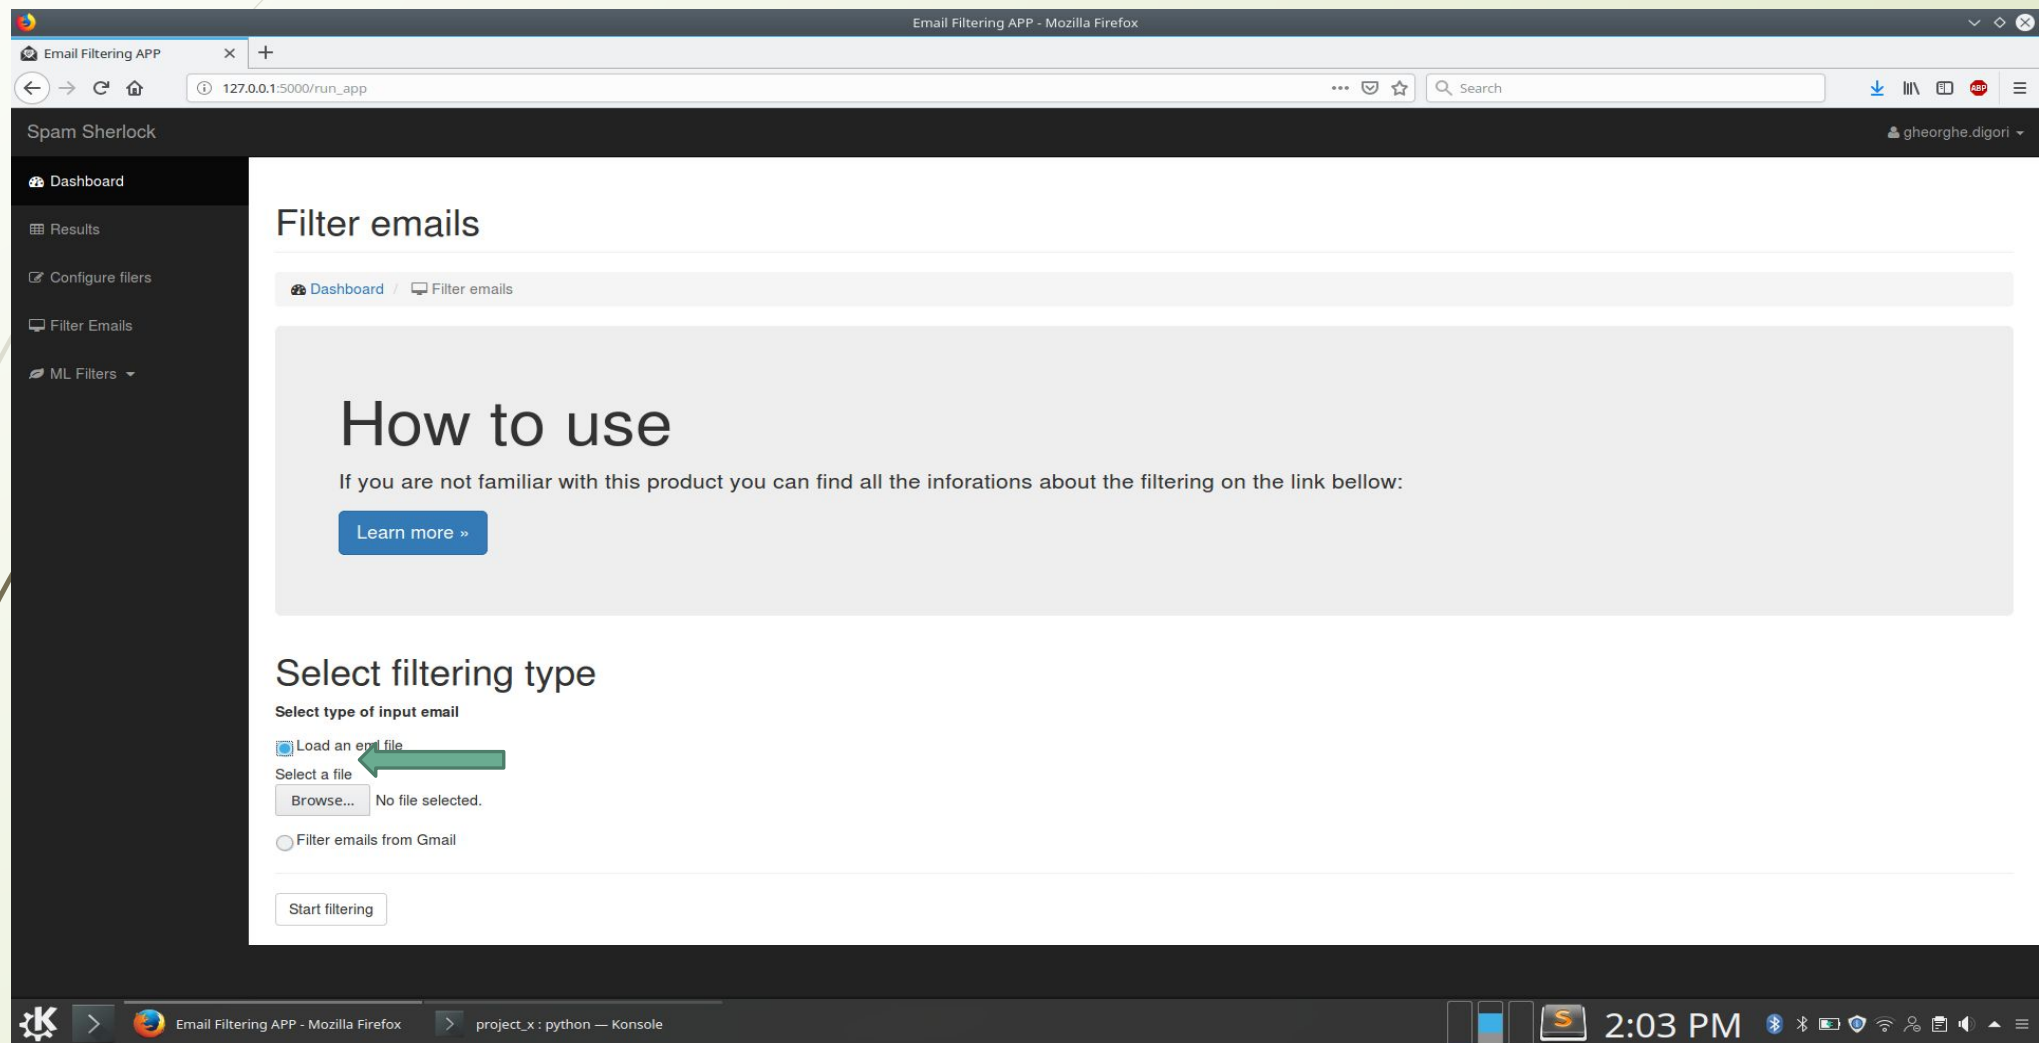 Email Filtering APP - Mozilla Firefox
Email Filtering APP
127.0.0.1:5000/run_app
Search
ABP
Spam Sherlock
gheorghe.digori
Dashboard
Results
Configure filers
Filter Emails
ML Filters
Filter emails
Dashboard / Filter emails
How to use
If you are not familiar with this product you can find all the inforations about the filtering on the link bellow:
Learn more »
Select filtering type
Select type of input email
Load an eml file
Select a file
Browse... No file selected.
Filter emails from Gmail
Start filtering
Email Filtering APP - Mozilla Firefox
project_x : python — Konsole
S
2:03 PM